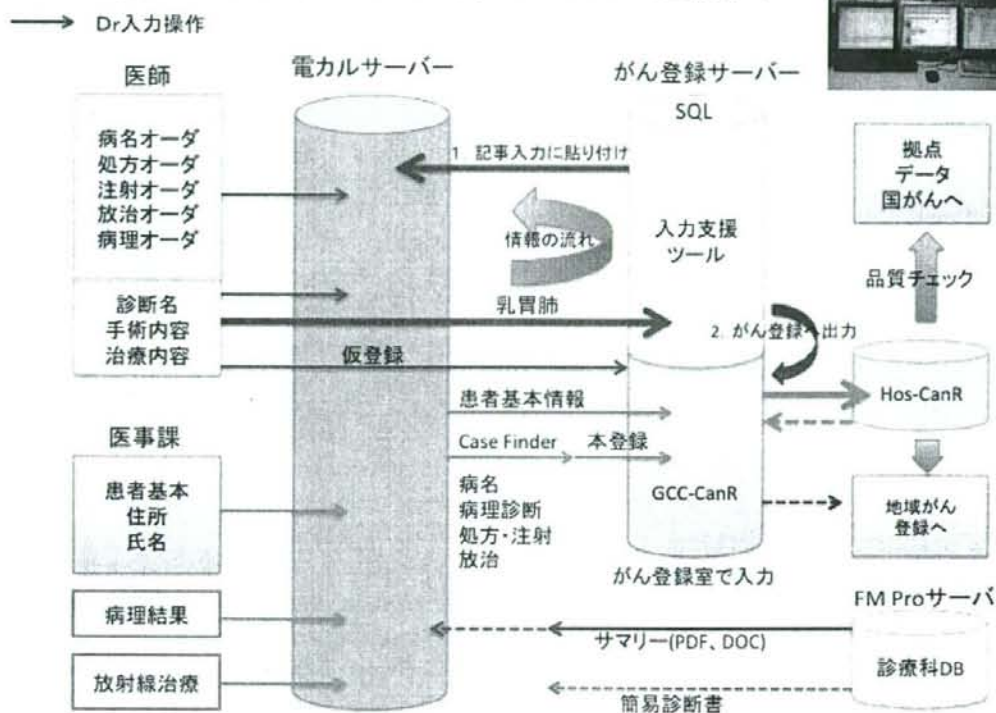 Dr入力操作
医師
病名オーダ
処方オーダ
注射オーダ
放治オーダ
病理オーダ
診断名
手術内容
治療内容
医事課
患者基本
住所
氏名
病理結果
放射線治療
電カルサーバー
がん登録サーバー
SQL
1. 記事入力に貼り付け
情報の流れ
入力支援
ツール
乳胃肺
2. がん登録へ出力
仮登録
患者基本情報
Case Finder
本登録
病名
病理診断
処方・注射
放治
GCC-CanR
がん登録室で入力
拠点
データ
国がんへ
品質チェック
Hos-CanR
地域がん
登録へ
FM Proサーバ
サマリー(PDF、DOC)
診療科DB
簡易診断書